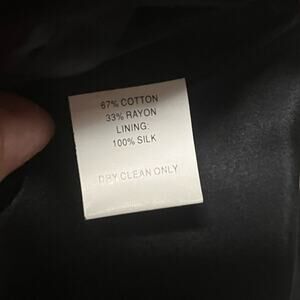 67% COTTON
33% RAYON
LINING:
100% SILK
DRY CLEAN ONLY